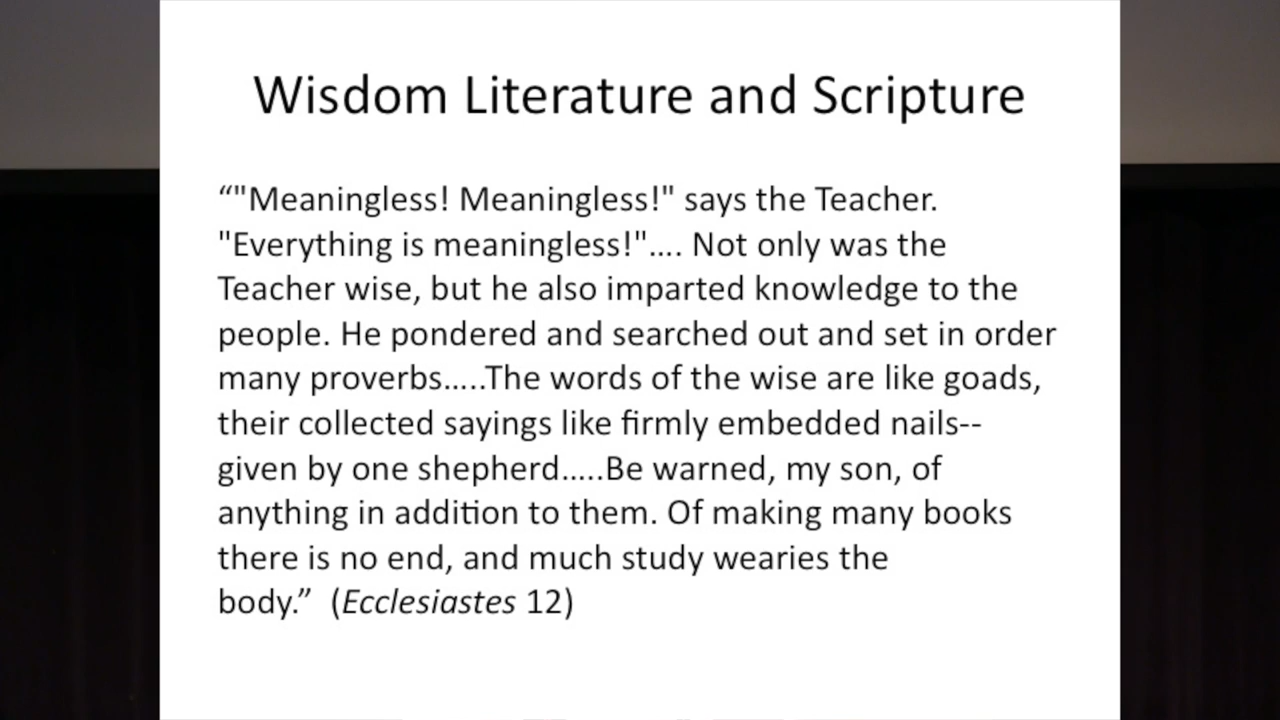 Wisdom Literature and Scripture
“"Meaningless! Meaningless!" says the Teacher.
"Everything is meaningless!"…. Not only was the
Teacher wise, but he also imparted knowledge to the
people. He pondered and searched out and set in order
many proverbs…..The words of the wise are like goads,
their collected sayings like firmly embedded nails--
given by one shepherd…..Be warned, my son, of
anything in addition to them. Of making many books
there is no end, and much study wearies the
body.”  (Ecclesiastes 12)